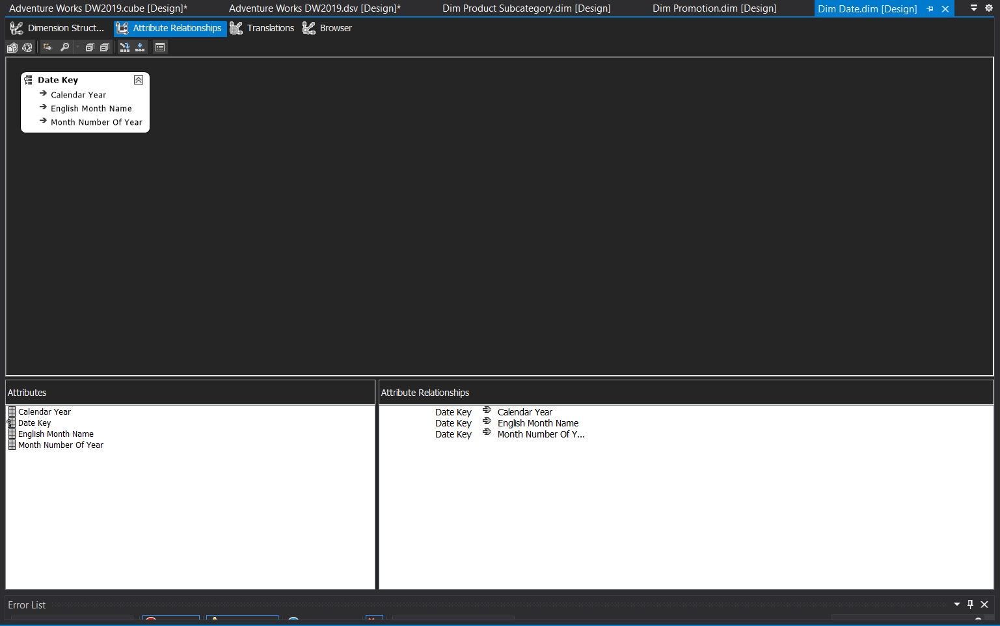 Adventure Works DW2019.cube [Design]* Adventure Works DW2019.dsv [Design]* Dim Product Subcategory.dim [Design] Dim Promotion.dim [Design] Dim Date.dim [Design]
Dimension Struct... Attribute Relationships Translations Browser
Date Key
Calendar Year
English Month Name
Month Number Of Year
Attributes
Calendar Year
Date Key
English Month Name
Month Number Of Year
Attribute Relationships
Date Key Calendar Year
Date Key English Month Name
Date Key Month Number Of Y...
Error List